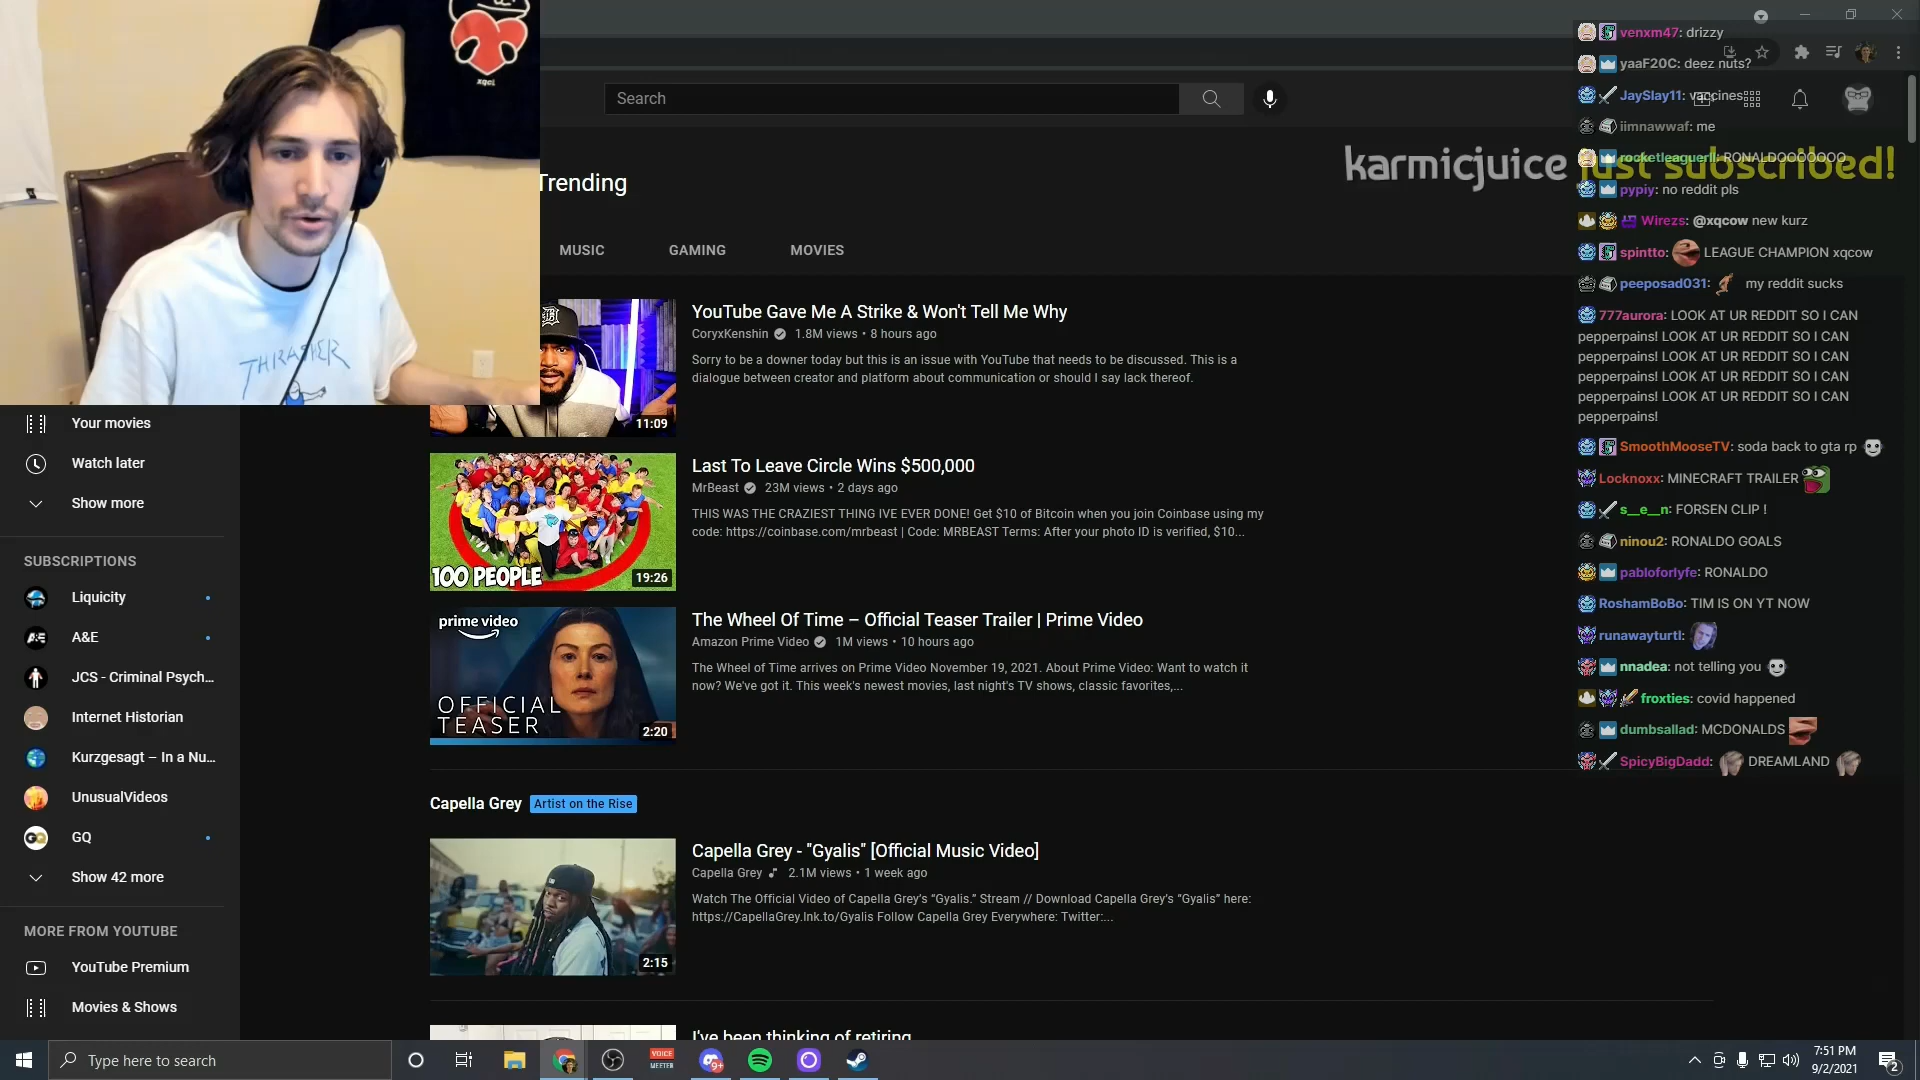 xqcl
THRASHER
Search
Trending
MUSIC
GAMING
MOVIES
karmicjuice just subscribed!
YouTube Gave Me A Strike & Won't Tell Me Why
CoryxKenshin 1.8M views • 8 hours ago
Sorry to be a downer today but this is an issue with YouTube that needs to be discussed. This is a
dialogue between creator and platform about communication or should I say lack thereof.
11:09
Last To Leave Circle Wins $500,000
MrBeast 23M views • 2 days ago
THIS WAS THE CRAZIEST THING IVE EVER DONE! Get $10 of Bitcoin when you join Coinbase using my
code: https://coinbase.com/mrbeast | Code: MRBEAST Terms: After your photo ID is verified, $10...
100 PEOPLE
19:26
The Wheel Of Time – Official Teaser Trailer | Prime Video
Amazon Prime Video 1M views • 10 hours ago
The Wheel of Time arrives on Prime Video November 19, 2021. About Prime Video: Want to watch it
now? We've got it. This week's newest movies, last night's TV shows, classic favorites,...
prime video
OFFICIAL
TEASER
2:20
Capella Grey Artist on the Rise
Capella Grey - "Gyalis" [Official Music Video]
Capella Grey 2.1M views • 1 week ago
Watch The Official Video of Capella Grey's “Gyalis.” Stream // Download Capella Grey's “Gyalis” here:
https://CapellaGrey.lnk.to/Gyalis Follow Capella Grey Everywhere: Twitter:...
2:15
I've been thinking of retiring
Your movies
Watch later
Show more
SUBSCRIPTIONS
Liquicity
A&E
JCS - Criminal Psych...
Internet Historian
Kurzgesagt – In a Nu...
UnusualVideos
GQ
Show 42 more
MORE FROM YOUTUBE
YouTube Premium
Movies & Shows
venxm47: drizzy
yaaF20C: deez nuts?
JaySlay11: vaccines
iimnawwaf: me
rocketleaguerll: RONALDOOOOOOO
pypiy: no reddit pls
Wirezs: @xqcow new kurz
spintto: LEAGUE CHAMPION xqcow
peeposad031: my reddit sucks
777aurora: LOOK AT UR REDDIT SO I CAN
pepperpains! LOOK AT UR REDDIT SO I CAN
pepperpains! LOOK AT UR REDDIT SO I CAN
pepperpains! LOOK AT UR REDDIT SO I CAN
pepperpains! LOOK AT UR REDDIT SO I CAN
pepperpains!
SmoothMooseTV: soda back to gta rp
Locknoxx: MINECRAFT TRAILER
s__e__n: FORSEN CLIP !
ninou2: RONALDO GOALS
pabloforlyfe: RONALDO
RoshamBoBo: TIM IS ON YT NOW
runawayturtl:
nnadea: not telling you
froxties: covid happened
dumbsallad: MCDONALDS
SpicyBigDadd: DREAMLAND
Type here to search
VOICE
MEETER
9+
7:51 PM
9/2/2021
2